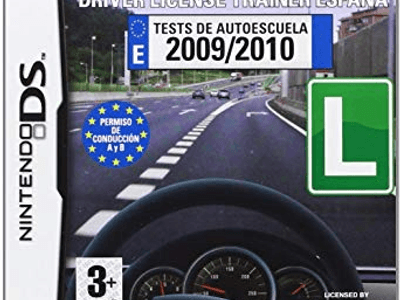 DRIVER LICENSE TRAINER ESPAÑA
TESTS DE AUTOESCUELA
E 2009/2010
NINTENDO DS
PERMISO
DE
CONDUCCIÓN
A y B
L
3+
LICENSED BY